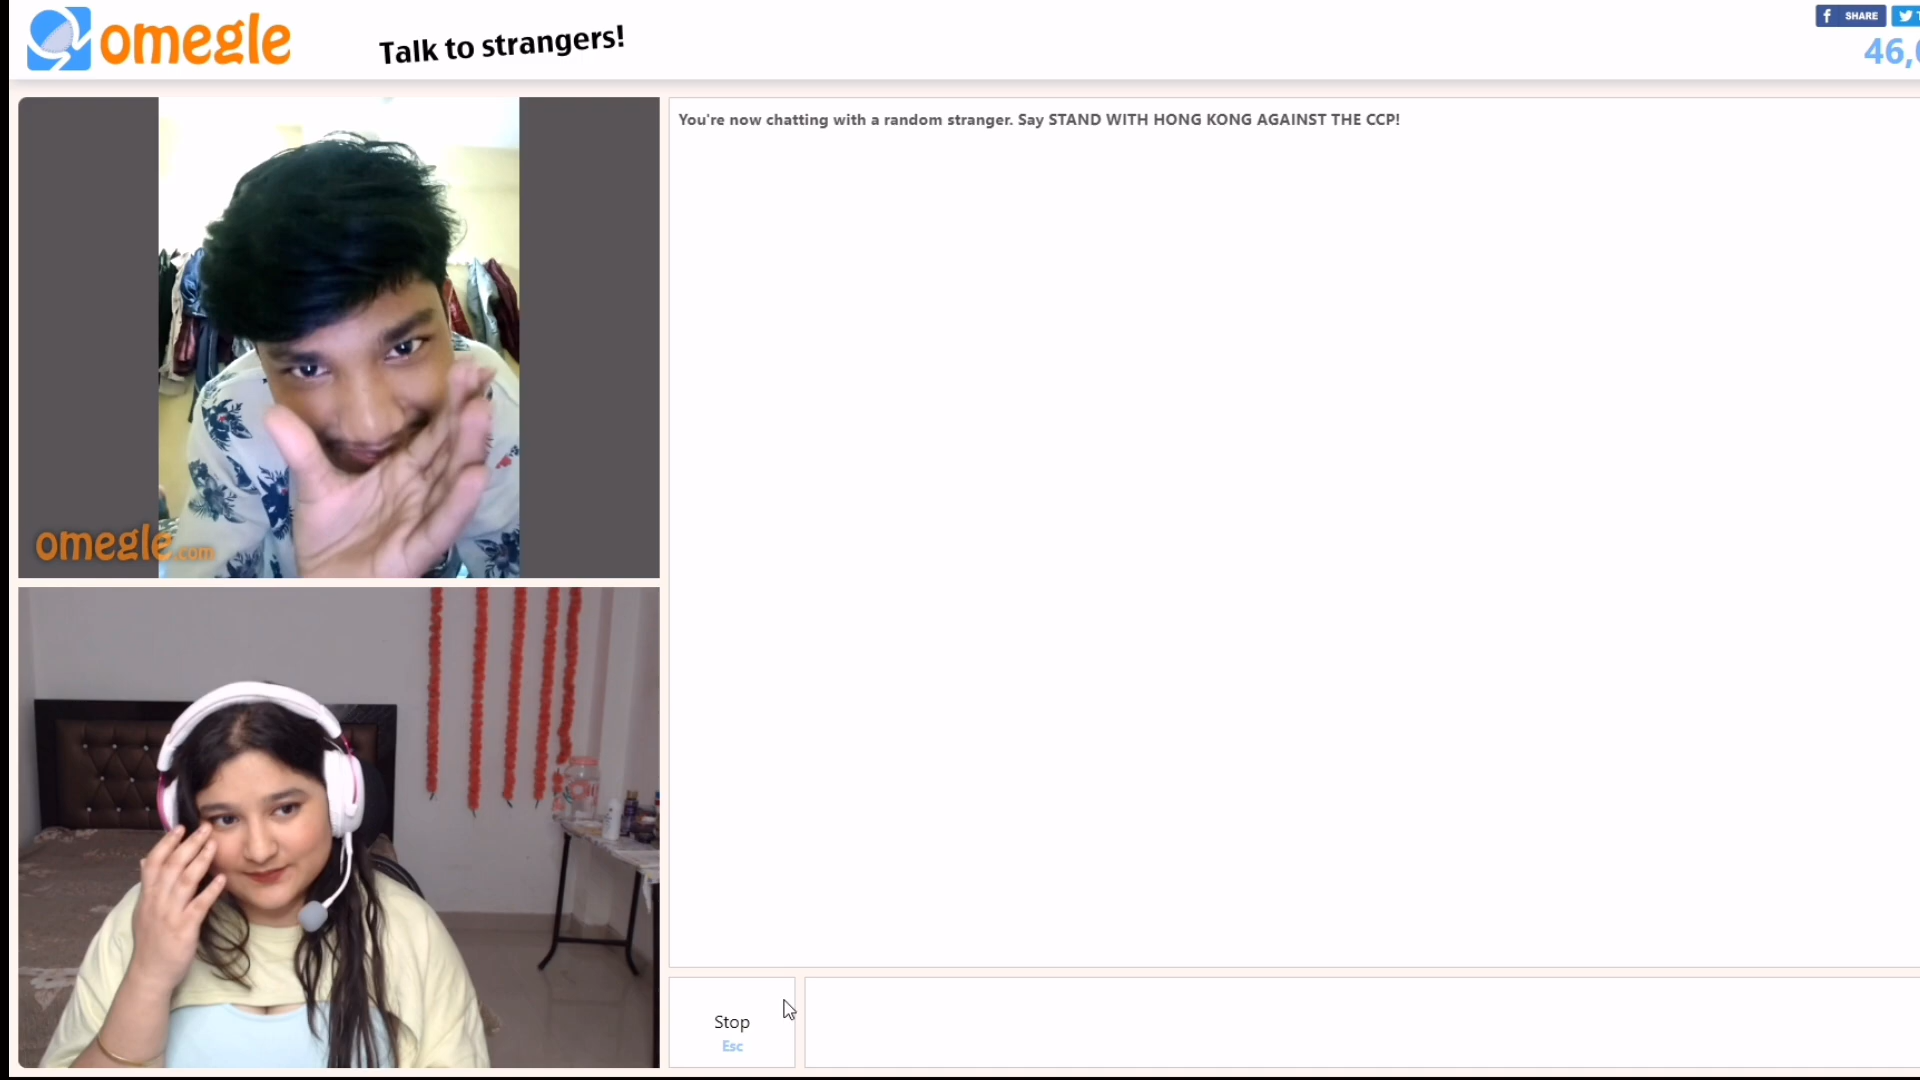 omegle
Talk to strangers!
SHARE
46,
You're now chatting with a random stranger. Say STAND WITH HONG KONG AGAINST THE CCP!
omegle.com
Stop
Esc